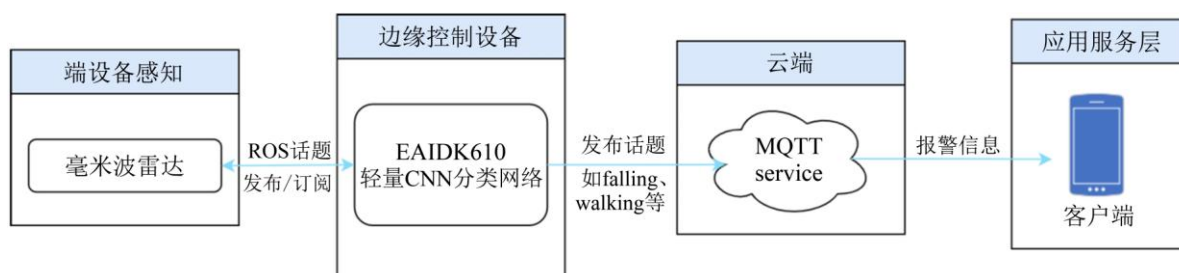 端设备感知
毫米波雷达
ROS话题
发布/订阅
边缘控制设备
EAIDK610
轻量CNN分类网络
发布话题
如falling、
walking等
云端
MQTT
service
报警信息
应用服务层
客户端